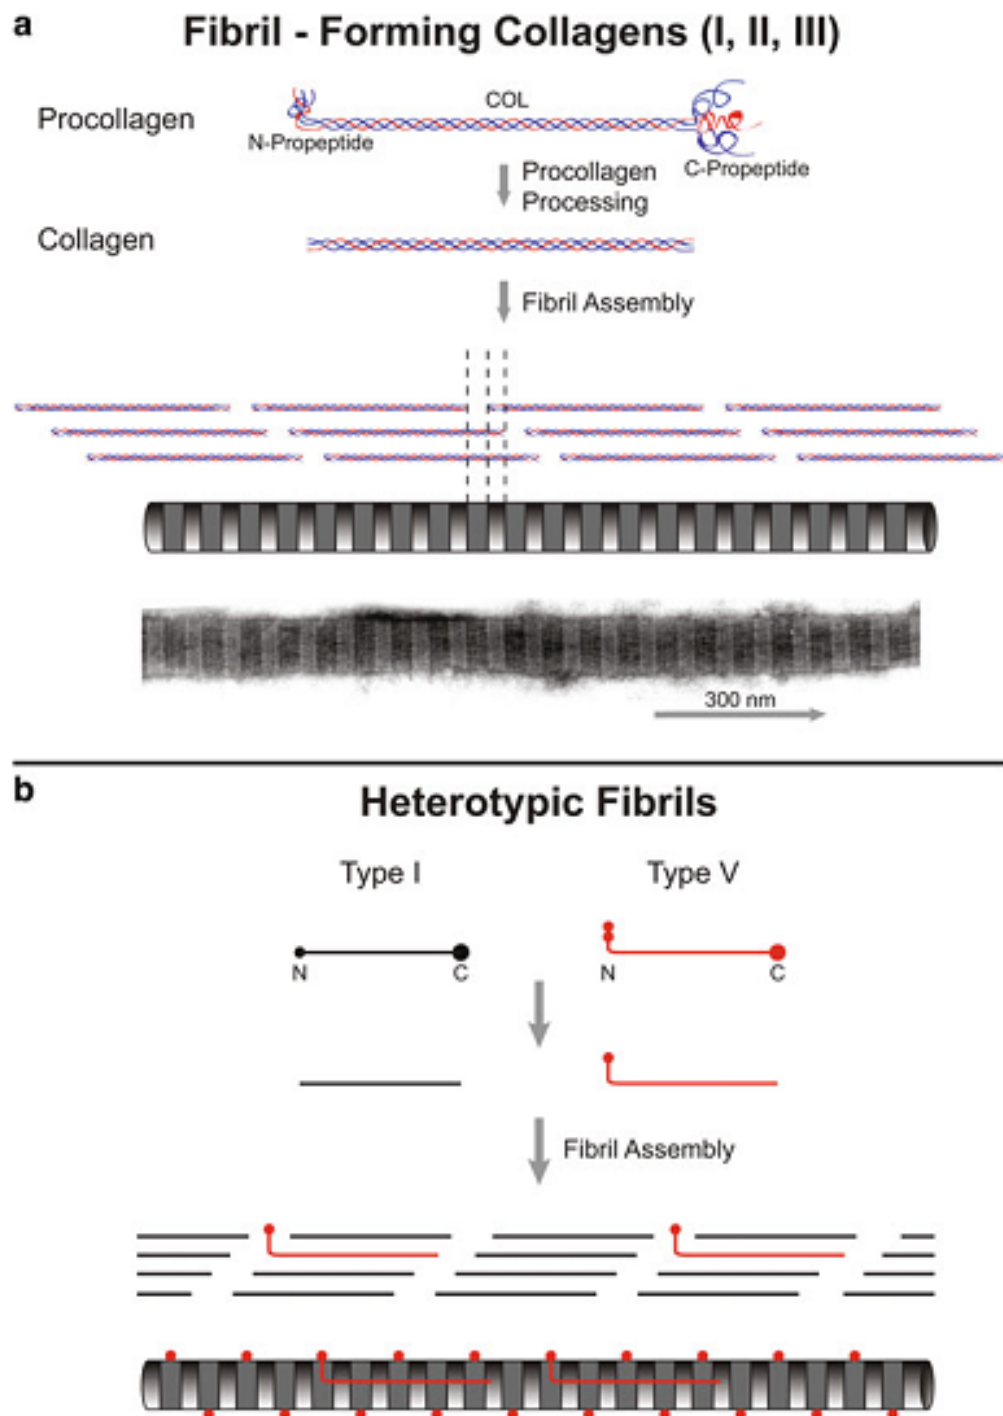 a
Fibril - Forming Collagens (I, II, III)
Procollagen
COL
N-Propeptide
C-Propeptide
Procollagen
Processing
Collagen
Fibril Assembly
300 nm
b
Heterotypic Fibrils
Type I
Type V
N
C
N
C
Fibril Assembly